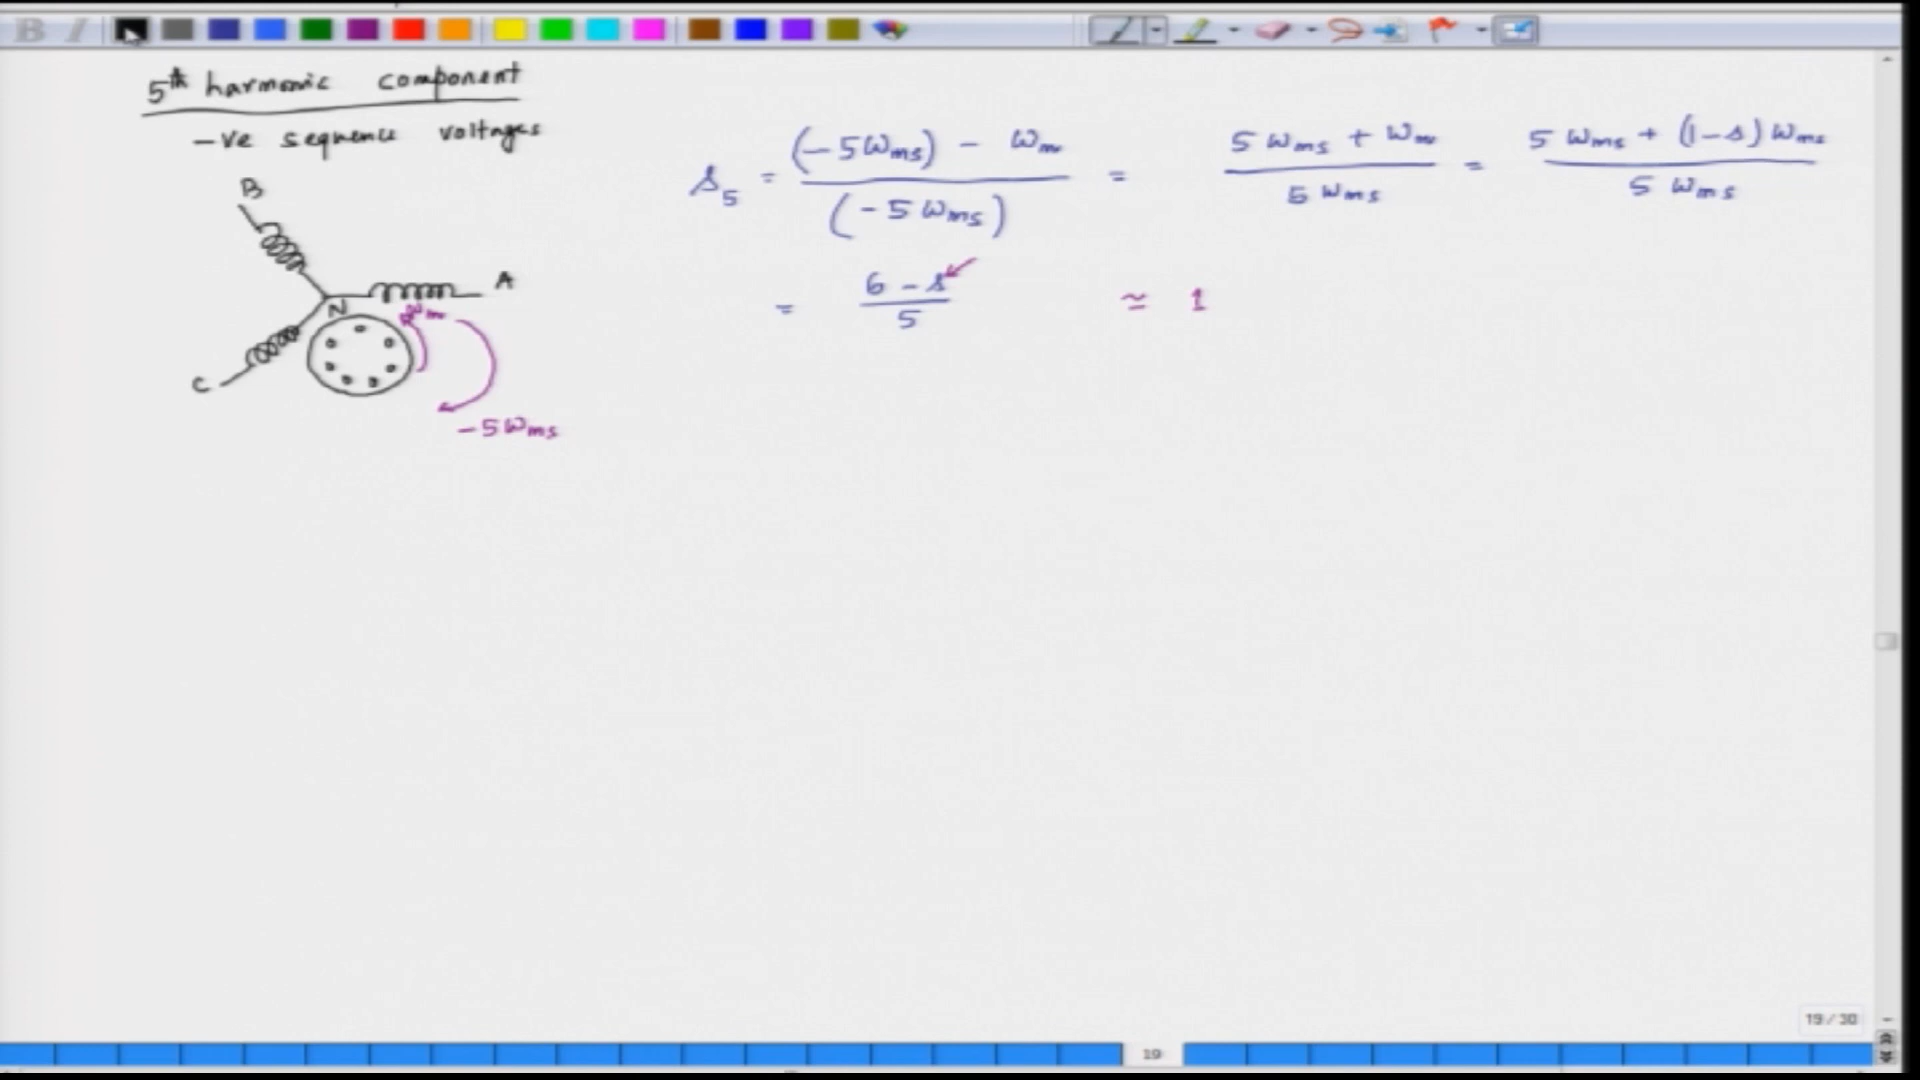 B I
5th harmonic component
-ve sequence voltages
s5 = (-5ωms) - ωm / (-5ωms) = 5ωms + ωm / 5ωms = 5ωms + (1-s)ωms / 5ωms
= 6 - s / 5 ≃ 1
B
A
N
ωm
C
-5ωms
19 / 30
19